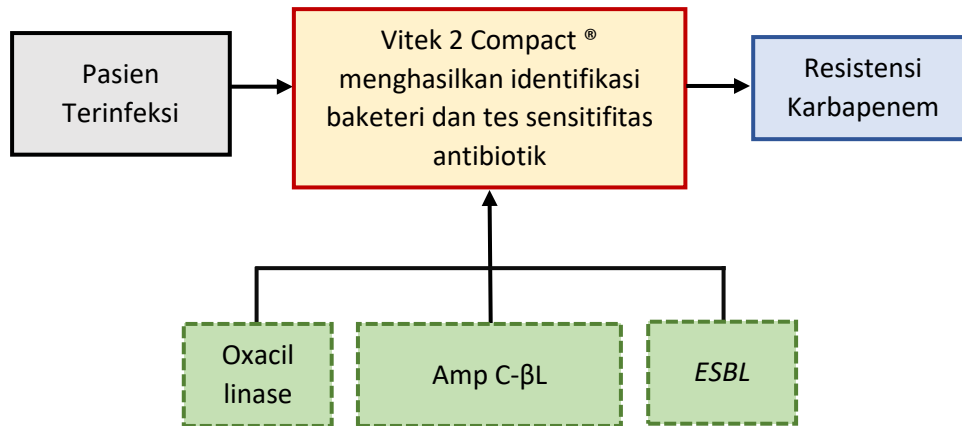 Pasien
Terinfeksi
Vitek 2 Compact ®
menghasilkan identifikasi
baketeri dan tes sensitifitas
antibiotik
Resistensi
Karbapenem
Oxacil
linase
Amp C-βL
ESBL